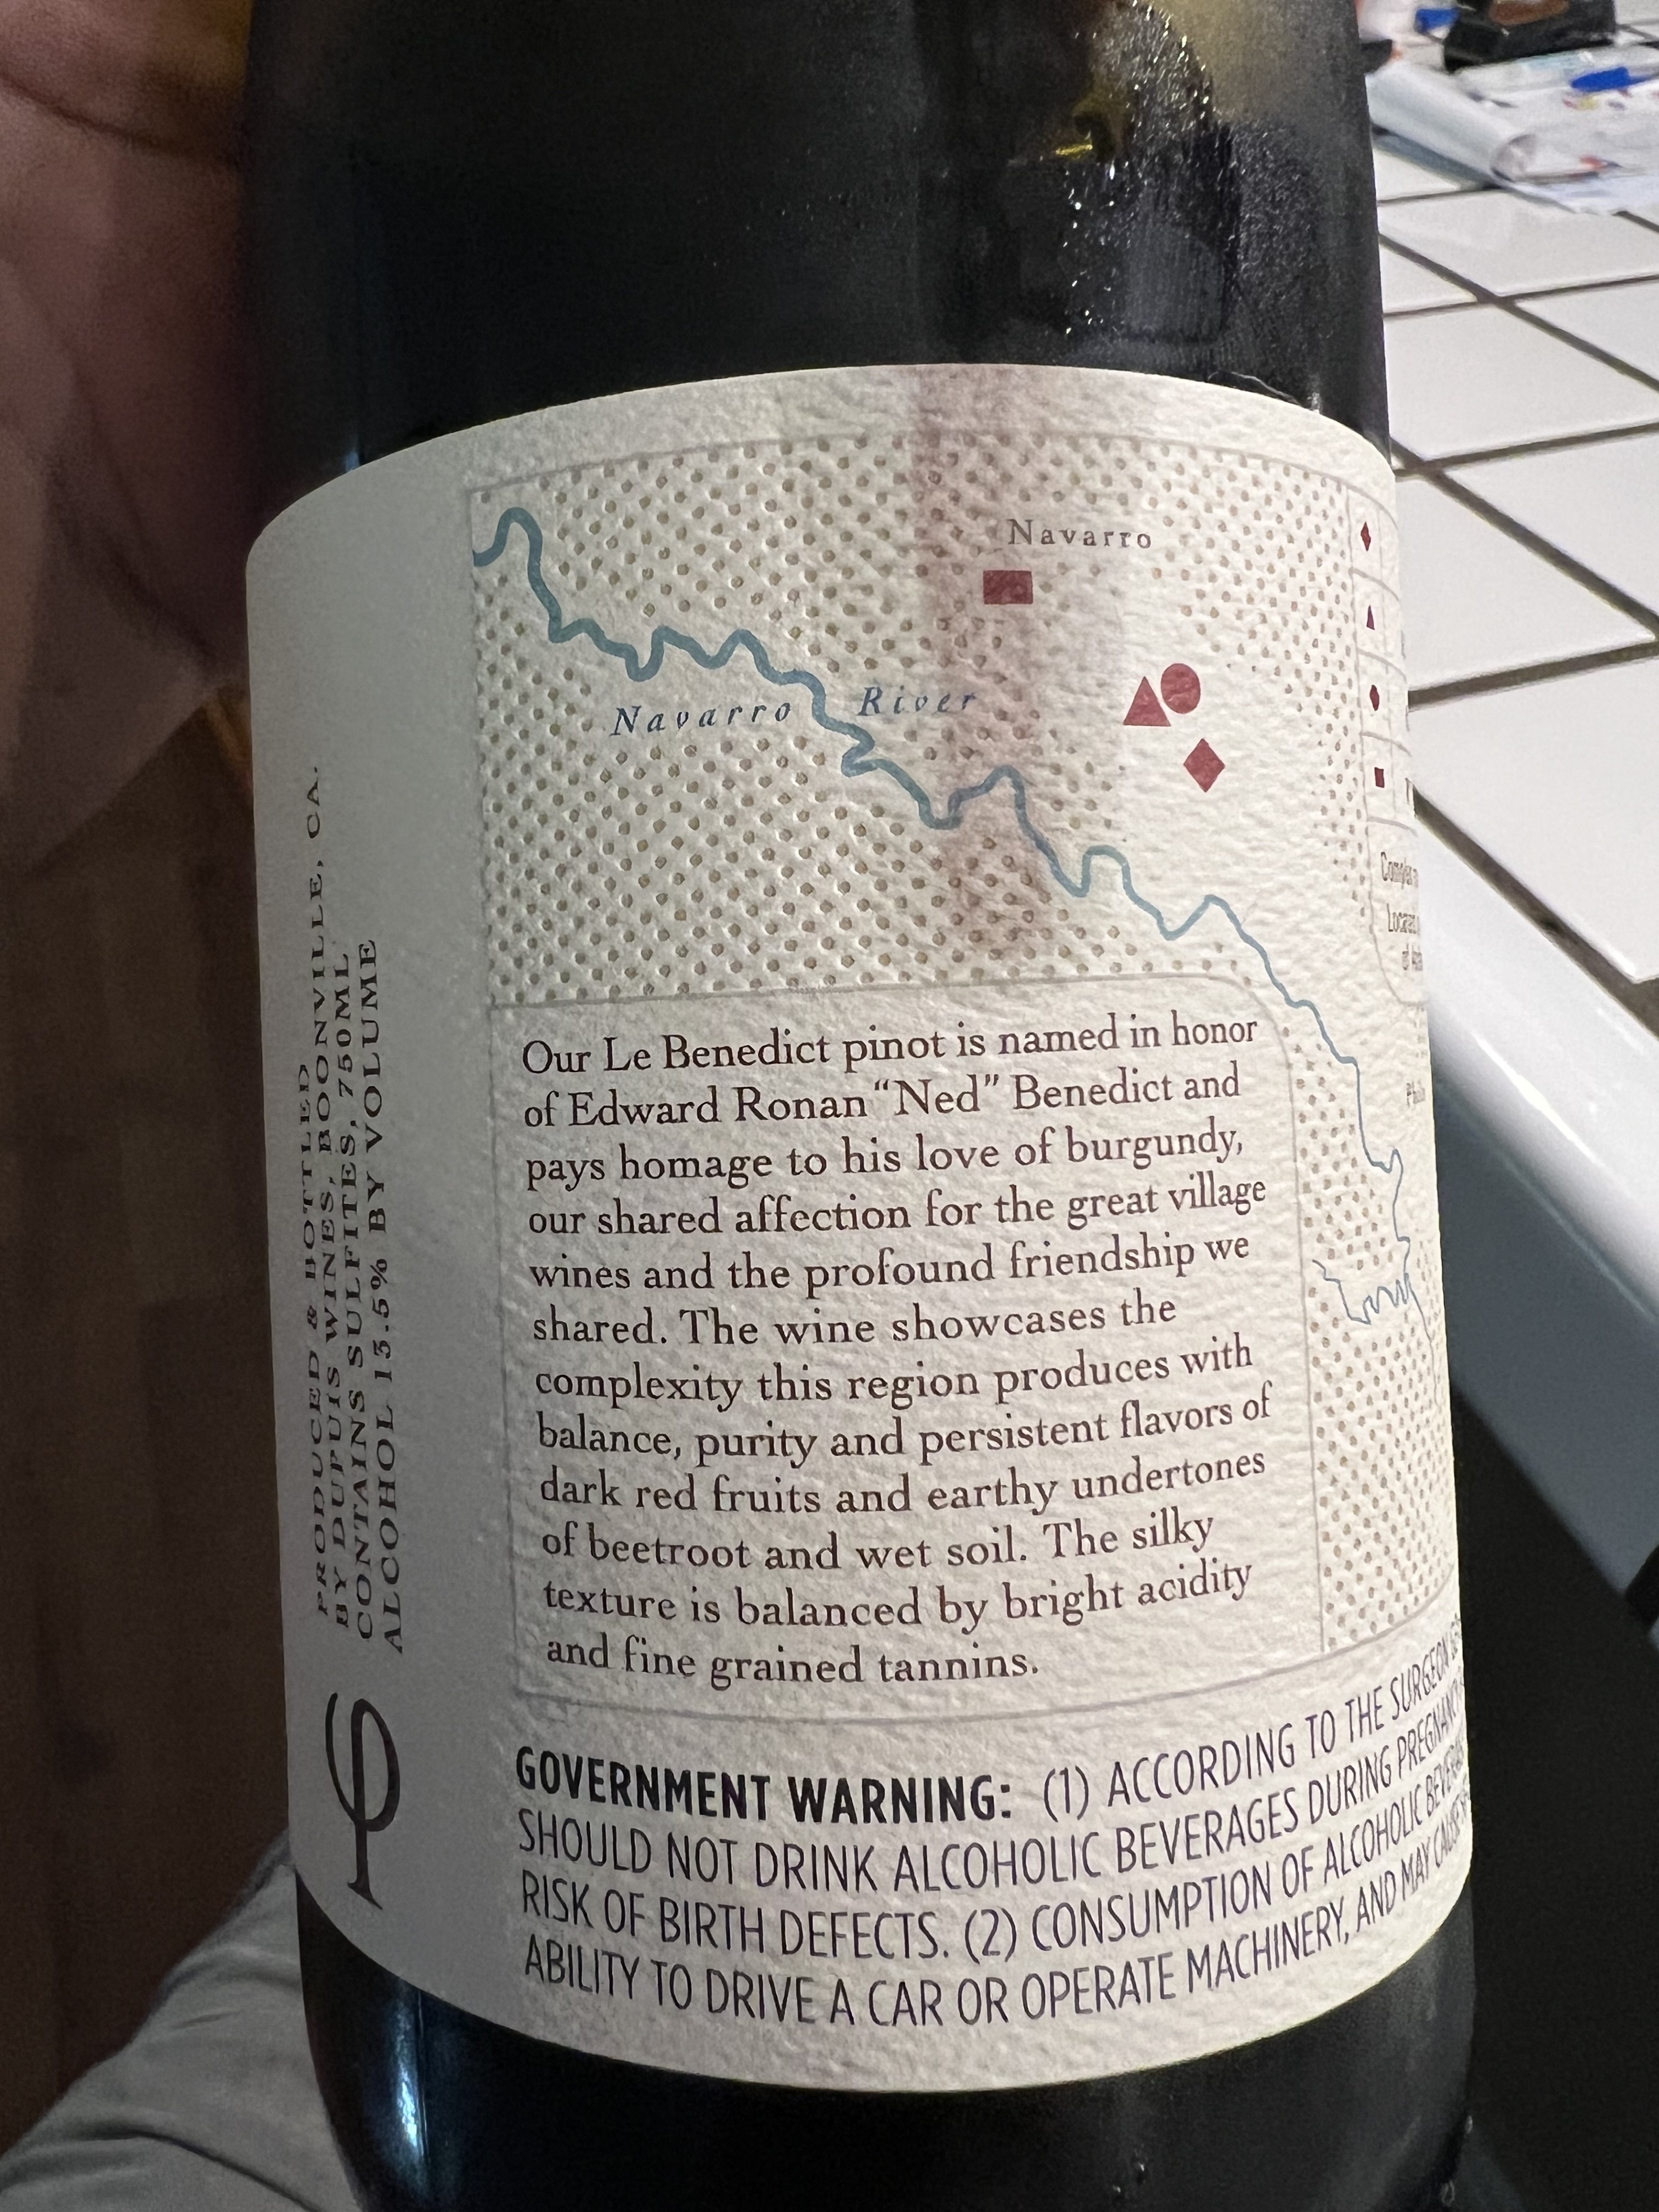 Navarro
Navarro River
Our Le Benedict pinot is named in honor
of Edward Ronan “Ned” Benedict and
pays homage to his love of burgundy,
our shared affection for the great village
wines and the profound friendship we
shared. The wine showcases the
complexity this region produces with
balance, purity and persistent flavors of
dark red fruits and earthy undertones
of beetroot and wet soil. The silky
texture is balanced by bright acidity
and fine grained tannins.
PRODUCED & BOTTLED
BY DUPUIS WINES, BOONVILLE, CA.
CONTAINS SULFITES, 750ML
ALCOHOL 13.5% BY VOLUME
GOVERNMENT WARNING: (1) ACCORDING TO THE SURGEON
SHOULD NOT DRINK ALCOHOLIC BEVERAGES DURING
RISK OF BIRTH DEFECTS. (2) CONSUMPTION OF ALCOHOLIC
ABILITY TO DRIVE A CAR OR OPERATE MACHINERY, AND MAY